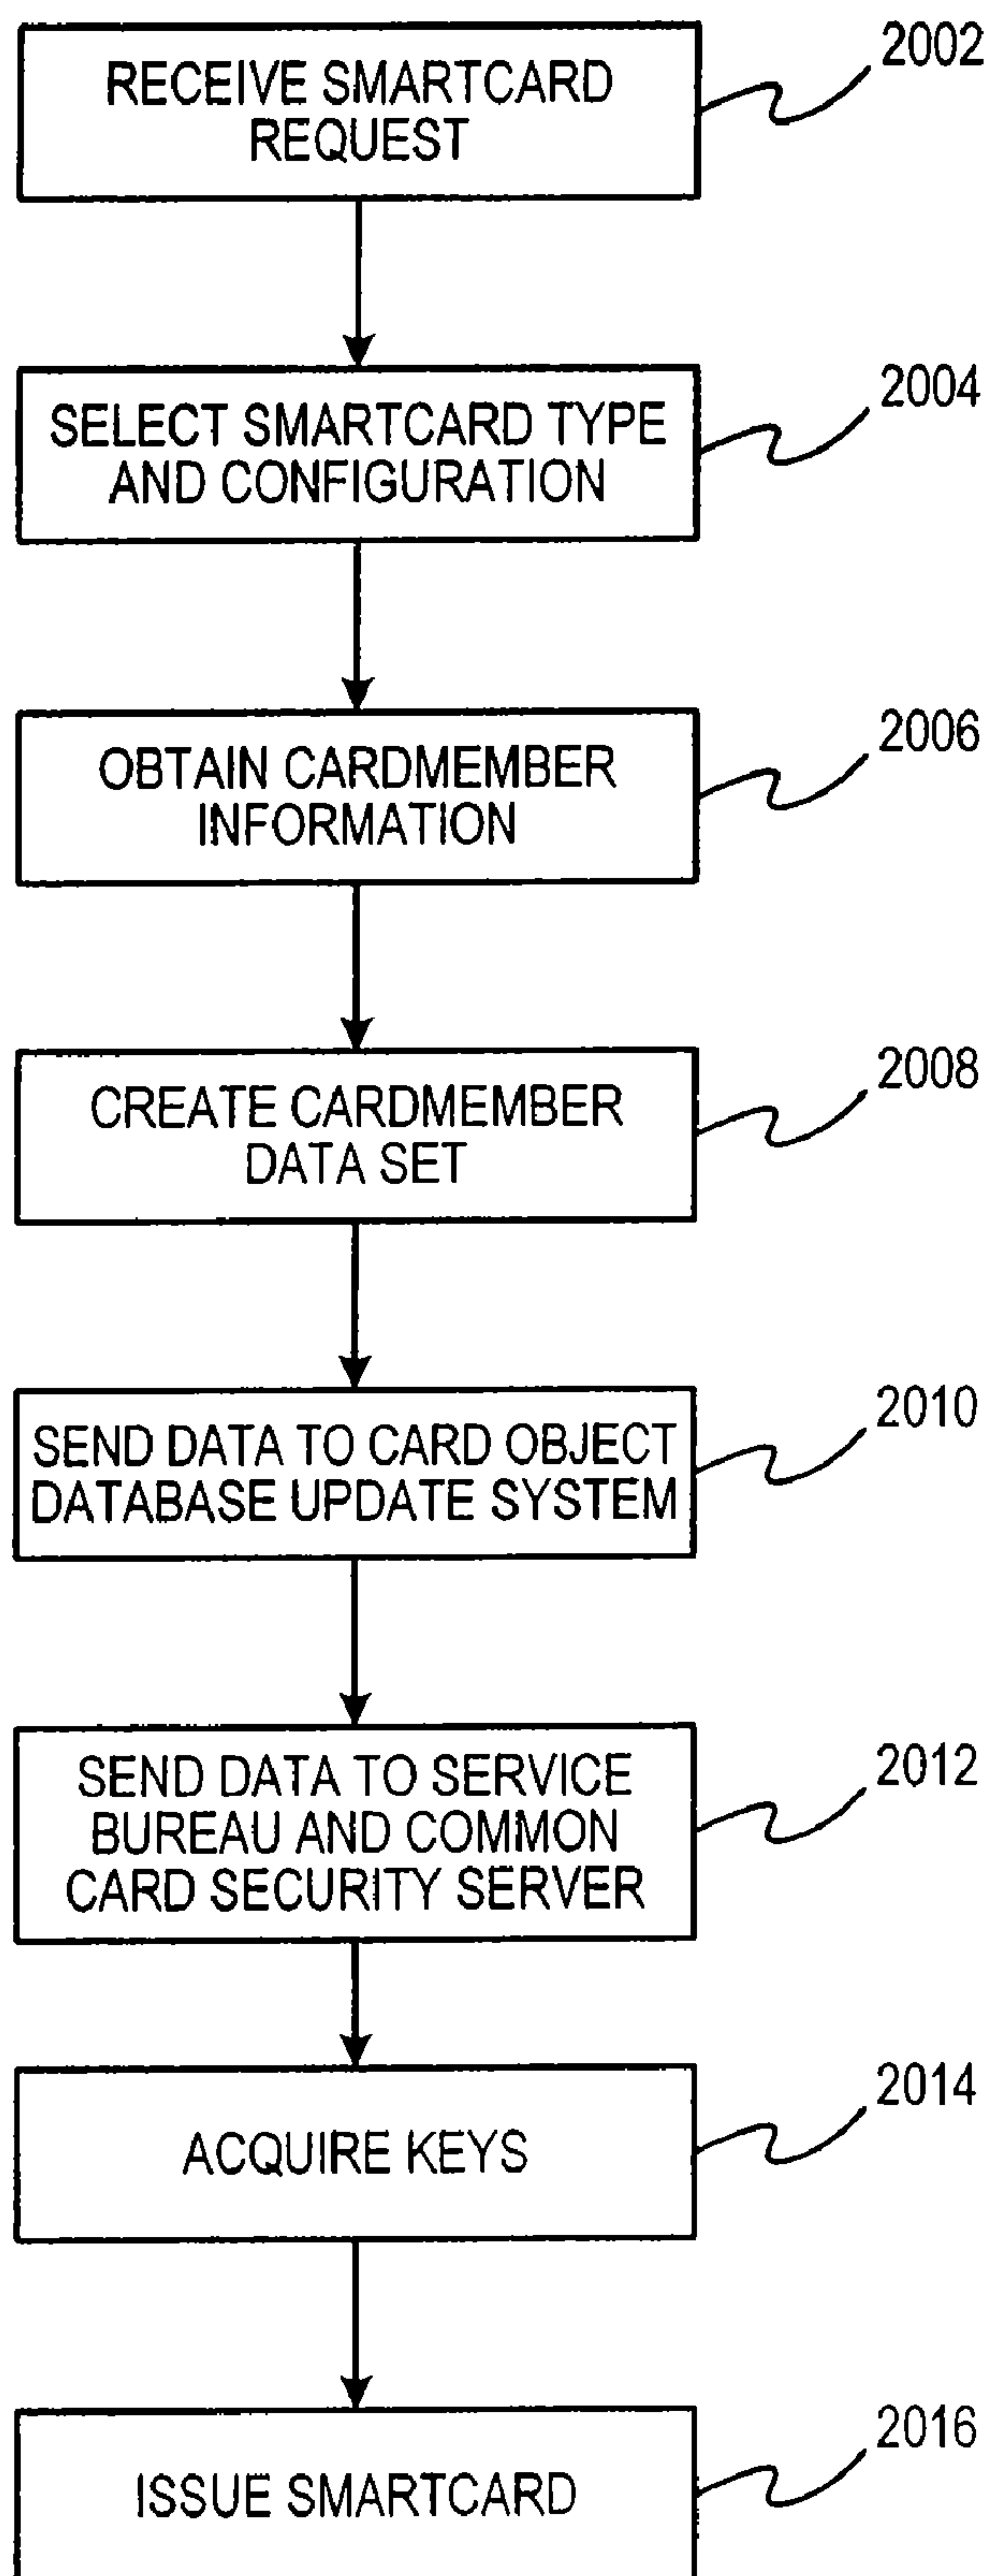 RECEIVE SMARTCARD
REQUEST
2002
SELECT SMARTCARD TYPE
AND CONFIGURATION
2004
OBTAIN CARDMEMBER
INFORMATION
2006
CREATE CARDMEMBER
DATA SET
2008
SEND DATA TO CARD OBJECT
DATABASE UPDATE SYSTEM
2010
SEND DATA TO SERVICE
BUREAU AND COMMON
CARD SECURITY SERVER
2012
ACQUIRE KEYS
2014
ISSUE SMARTCARD
2016